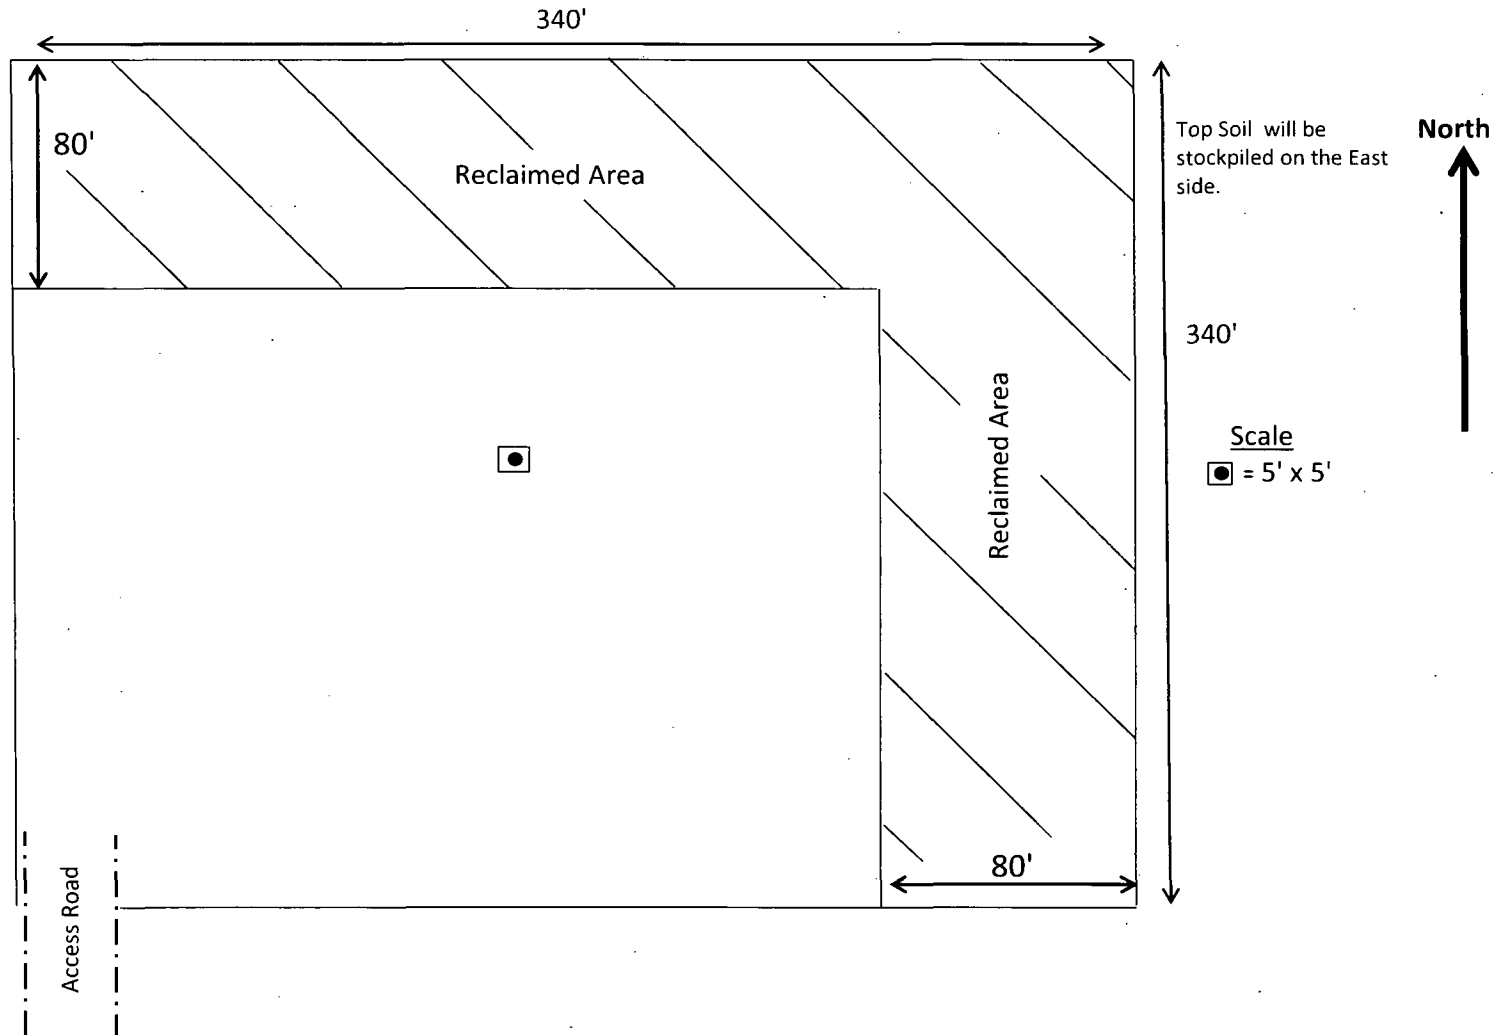 340'
80'
Reclaimed Area
Top Soil will be
stockpiled on the East
side.
North
340'
Reclaimed Area
Scale
= 5' x 5'
80'
Access Road